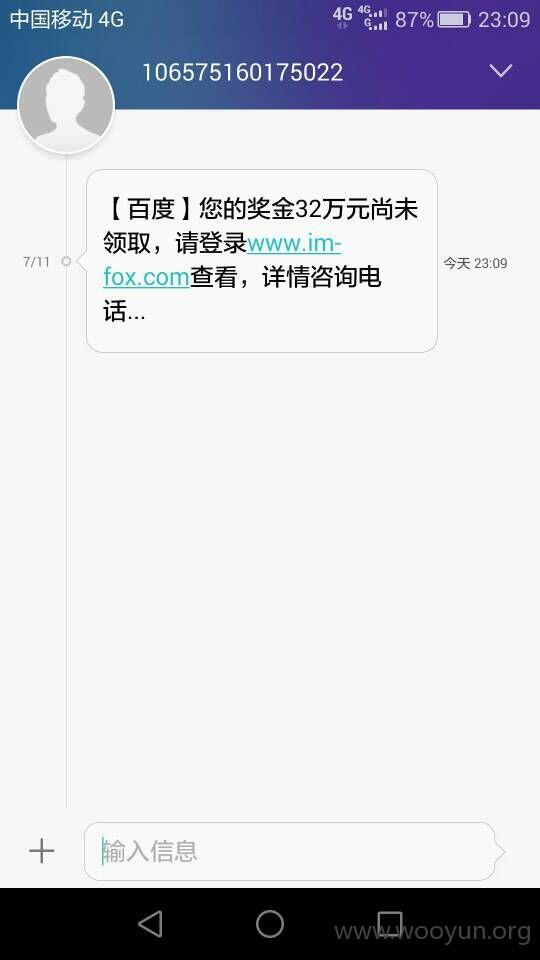 中国移动 4G
4G 4G G 87% 23:09
106575160175022
【百度】您的奖金32万元尚未
领取，请登录www.im-
fox.com查看，详情咨询电
话...
7/11
今天 23:09
输入信息
www.wooyun.org